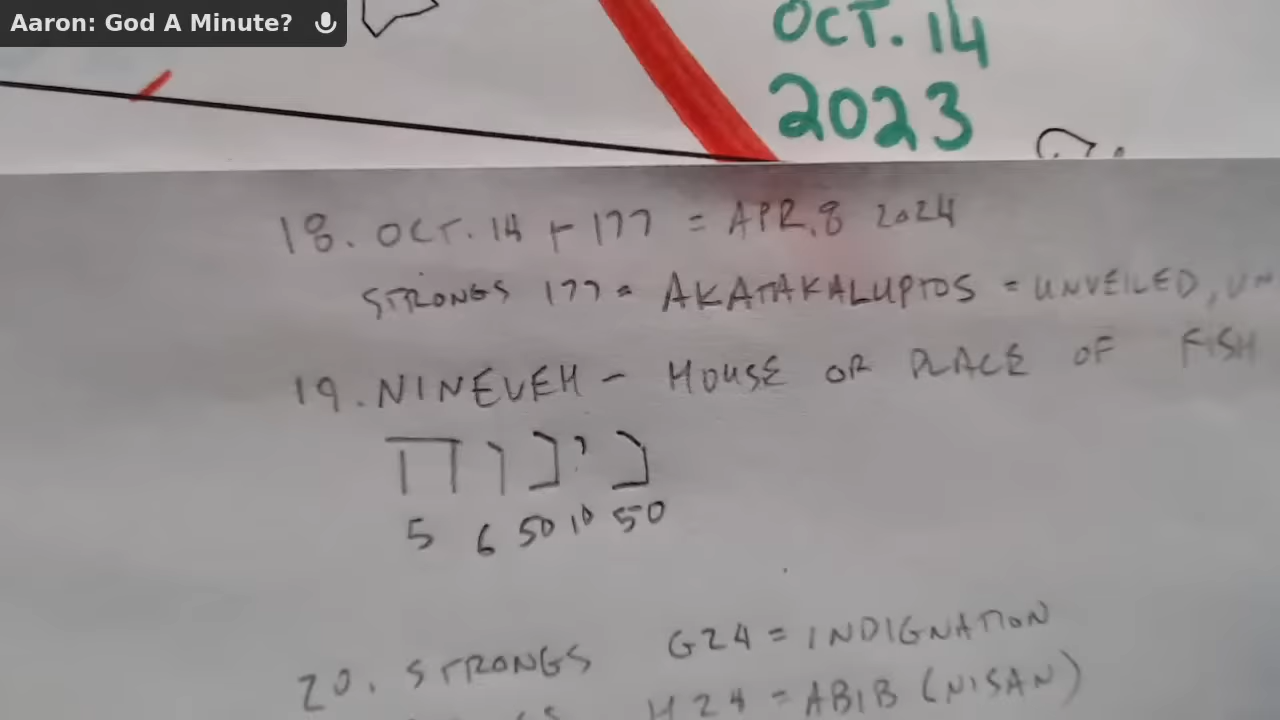 Aaron: God A Minute?
OCT. 14
2023
18. OCT. 14 + 177 = APR. 8 2024
STRONGS 177 = AKATAKALUPTOS = UNVEILED,
19. NINEVEH - HOUSE OR PLACE OF FISH
נינוה
5 6 50 10 50
20. STRONGS G24 = INDIGNATION
H24 = ABIB (NISAN)